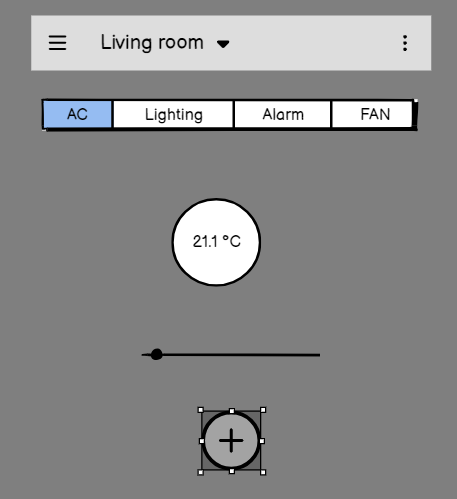 Living room
AC Lighting Alarm FAN
21.1 °C